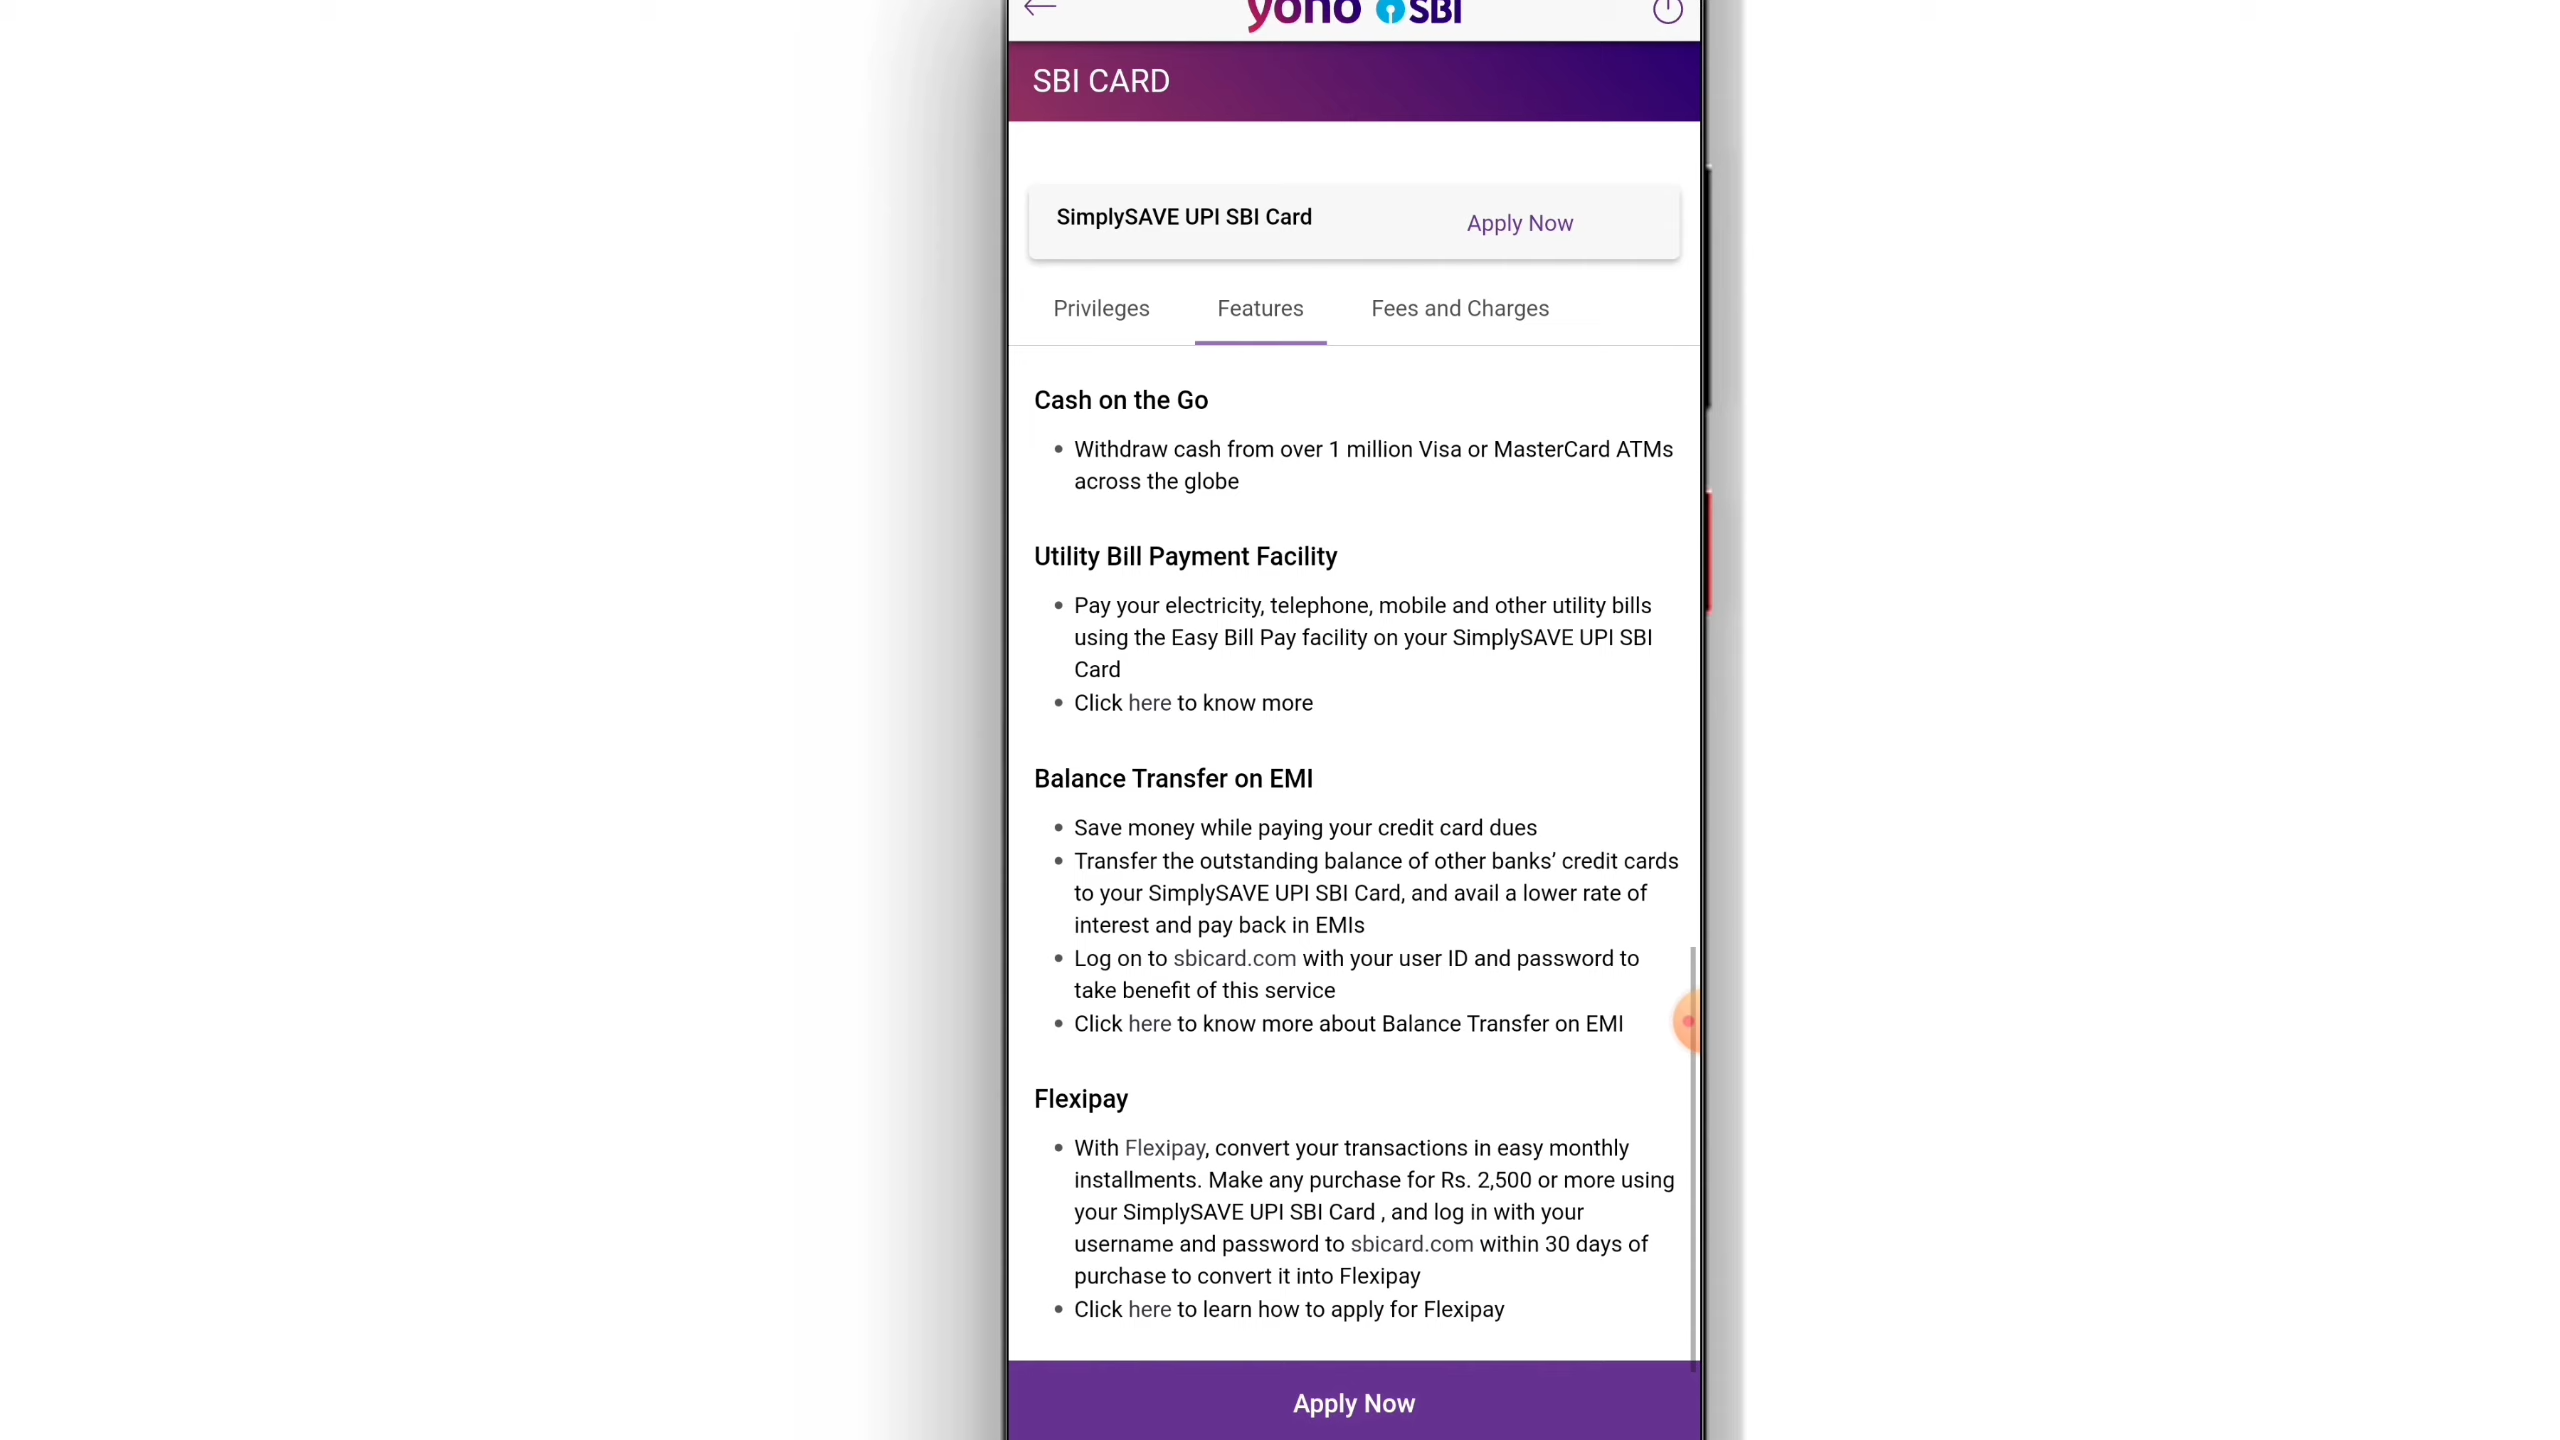 yono SBI
SBI CARD
SimplySAVE UPI SBI Card
Apply Now
Privileges
Features
Fees and Charges
Cash on the Go
• Withdraw cash from over 1 million Visa or MasterCard ATMs
across the globe
Utility Bill Payment Facility
• Pay your electricity, telephone, mobile and other utility bills
using the Easy Bill Pay facility on your SimplySAVE UPI SBI
Card
• Click here to know more
Balance Transfer on EMI
• Save money while paying your credit card dues
• Transfer the outstanding balance of other banks’ credit cards
to your SimplySAVE UPI SBI Card, and avail a lower rate of
interest and pay back in EMIs
• Log on to sbicard.com with your user ID and password to
take benefit of this service
• Click here to know more about Balance Transfer on EMI
Flexipay
• With Flexipay, convert your transactions in easy monthly
installments. Make any purchase for Rs. 2,500 or more using
your SimplySAVE UPI SBI Card , and log in with your
username and password to sbicard.com within 30 days of
purchase to convert it into Flexipay
• Click here to learn how to apply for Flexipay
Apply Now